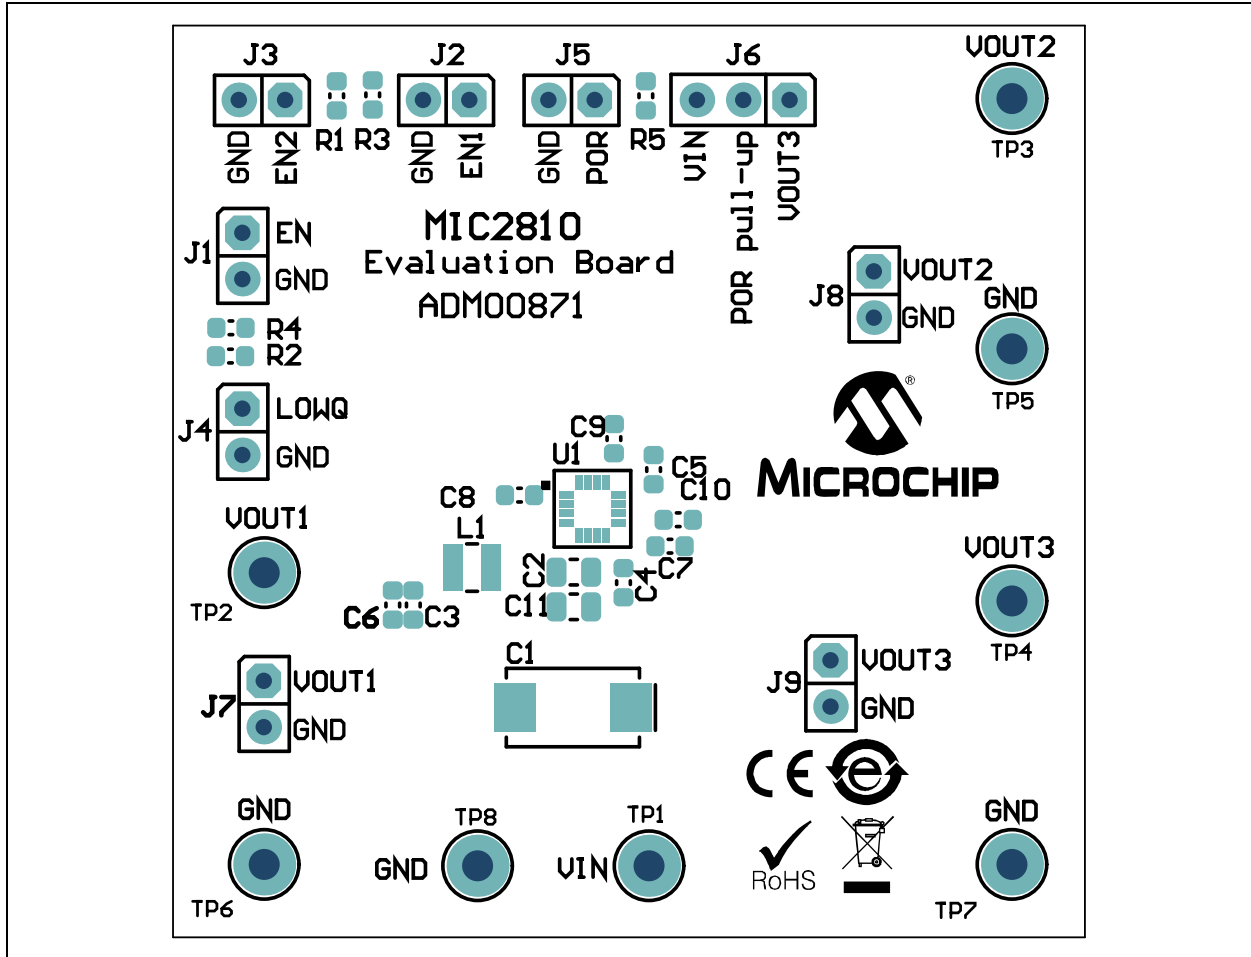 J3
J2
J5
J6
VOUT2
GND
EN2
R1
R3
GND
EN1
GND
POR
R5
VIN
POR pull-up
VOUT3
TP3
J1
EN
GND
MIC2810
Evaluation Board
ADM00871
J8
VOUT2
GND
GND
TP5
R4
R2
J4
LOWQ
GND
®
MICROCHIP
C9
U1
C5
C10
C8
L1
C2
C7
C4
C11
C6
C3
VOUT1
TP2
VOUT3
TP4
C1
J7
VOUT1
GND
J9
VOUT3
GND
CE
e
GND
TP6
TP8
GND
TP1
VIN
RoHS
GND
TP7